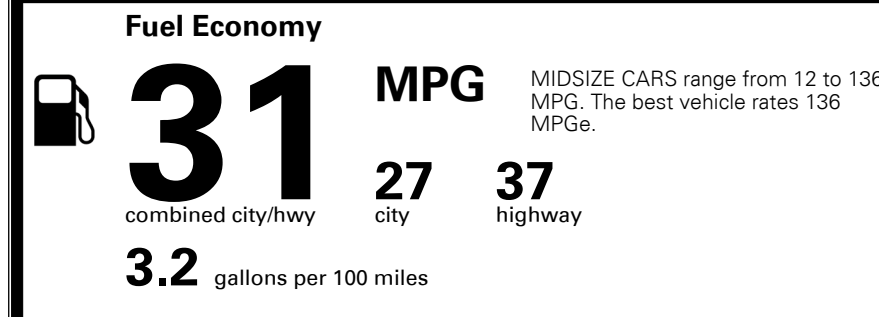 Fuel Economy
31 MPG
MIDSIZE CARS range from 12 to 136
MPG. The best vehicle rates 136
MPGe.
27 37
combined city/hwy city highway
3.2 gallons per 100 miles